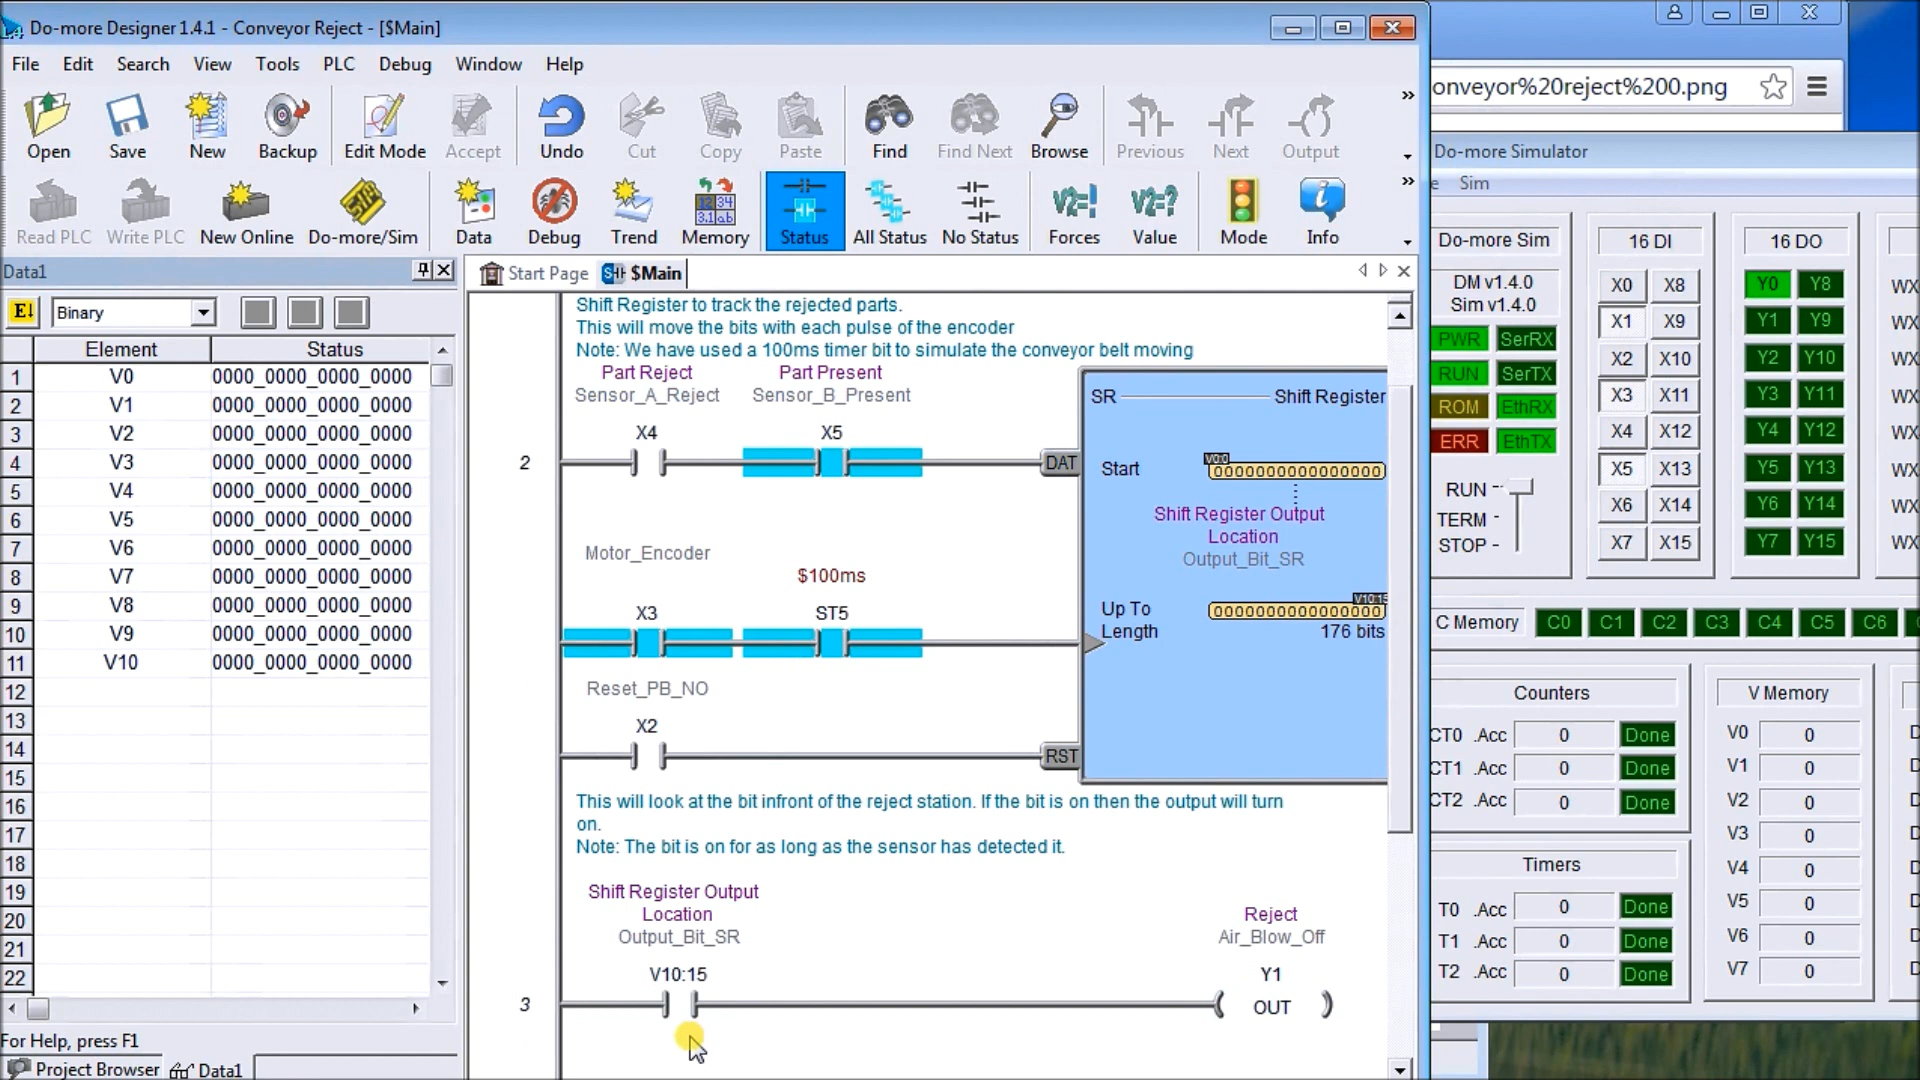 Do-more Designer 1.4.1 - Conveyor Reject - [$Main]
File Edit Search View Tools PLC Debug Window Help
Open Save New Backup Edit Mode Accept Undo Cut Copy Paste Find Find Next Browse Previous Next Output
Read PLC Write PLC New Online Do-more/Sim Data Debug Trend Memory Status All Status No Status Forces Value Mode Info
Data1
Start Page $Main
Binary
Element Status
1 V0 0000_0000_0000_0000
2 V1 0000_0000_0000_0000
3 V2 0000_0000_0000_0000
4 V3 0000_0000_0000_0000
5 V4 0000_0000_0000_0000
6 V5 0000_0000_0000_0000
7 V6 0000_0000_0000_0000
8 V7 0000_0000_0000_0000
9 V8 0000_0000_0000_0000
10 V9 0000_0000_0000_0000
11 V10 0000_0000_0000_0000
12
13
14
15
16
17
18
19
20
21
22
For Help, press F1
Project Browser Data1
Shift Register to track the rejected parts.
This will move the bits with each pulse of the encoder
Note: We have used a 100ms timer bit to simulate the conveyor belt moving
Part Reject Part Present
Sensor_A_Reject Sensor_B_Present
X4 X5
2
DAT
SR Shift Register
Start
V0:0
0000000000000000
Shift Register Output
Location
Output_Bit_SR
Motor_Encoder
$100ms
X3 ST5
Up To
Length
V10:15
0000000000000000
176 bits
Reset_PB_NO
X2
RST
This will look at the bit infront of the reject station. If the bit is on then the output will turn
on.
Note: The bit is on for as long as the sensor has detected it.
Shift Register Output
Location
Output_Bit_SR
Reject
Air_Blow_Off
V10:15 Y1
3 OUT
onveyor%20reject%200.png
Do-more Simulator
e Sim
Do-more Sim
DM v1.4.0
Sim v1.4.0
PWR SerRX
RUN SerTX
ROM EthRX
ERR EthTX
RUN
TERM
STOP
16 DI
X0 X8
X1 X9
X2 X10
X3 X11
X4 X12
X5 X13
X6 X14
X7 X15
16 DO
Y0 Y8
Y1 Y9
Y2 Y10
Y3 Y11
Y4 Y12
Y5 Y13
Y6 Y14
Y7 Y15
WX
WX
WX
WX
WX
WX
WX
WX
C Memory C0 C1 C2 C3 C4 C5 C6
Counters
CT0 .Acc 0 Done
CT1 .Acc 0 Done
CT2 .Acc 0 Done
Timers
T0 .Acc 0 Done
T1 .Acc 0 Done
T2 .Acc 0 Done
V Memory
V0 0
V1 0
V2 0
V3 0
V4 0
V5 0
V6 0
V7 0